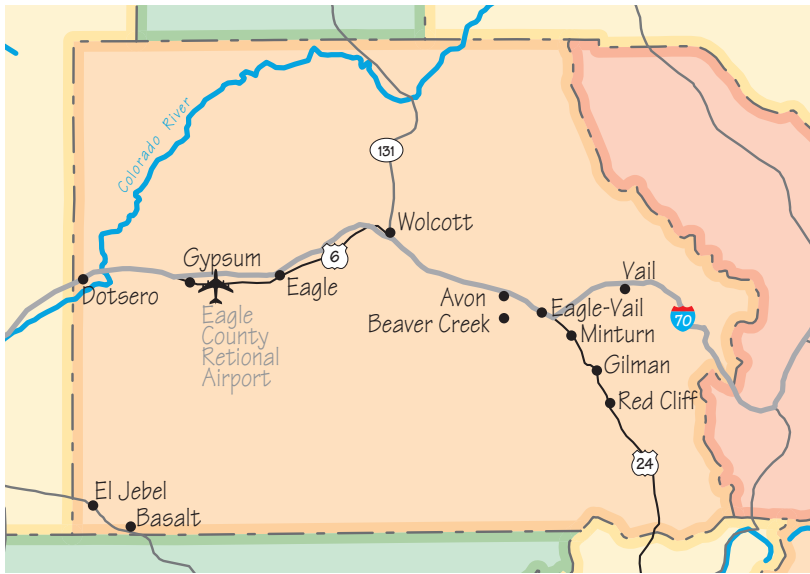 Colorado River
131
Wolcott
6
Gypsum
Eagle
Dotsero
Eagle
County
Retional
Airport
Vail
Avon
Eagle-Vail
Beaver Creek
70
Minturn
Gilman
Red Cliff
24
El Jebel
Basalt